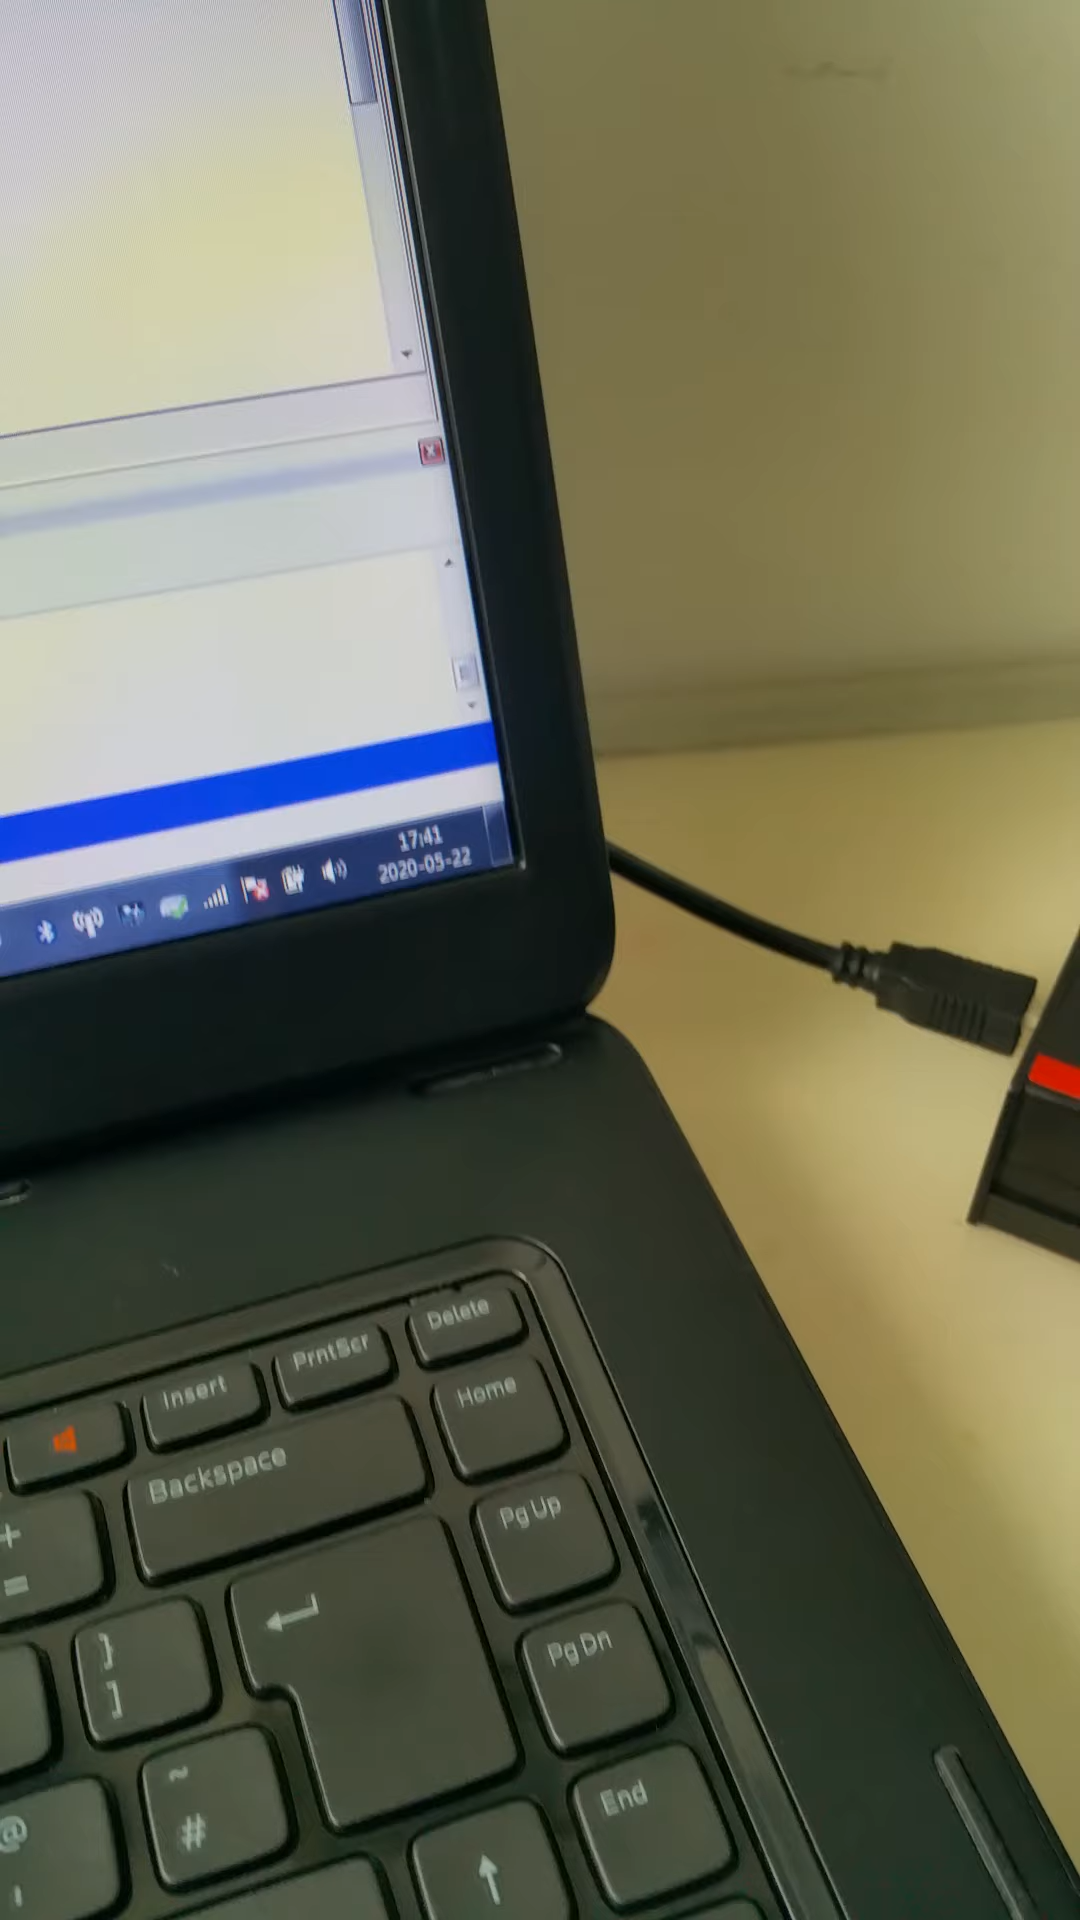 17:41
2020-05-22
Delete
PrntScr
Insert
Home
Backspace
Pg Up
+
=
}
]
Pg Dn
~
#
End
@
'